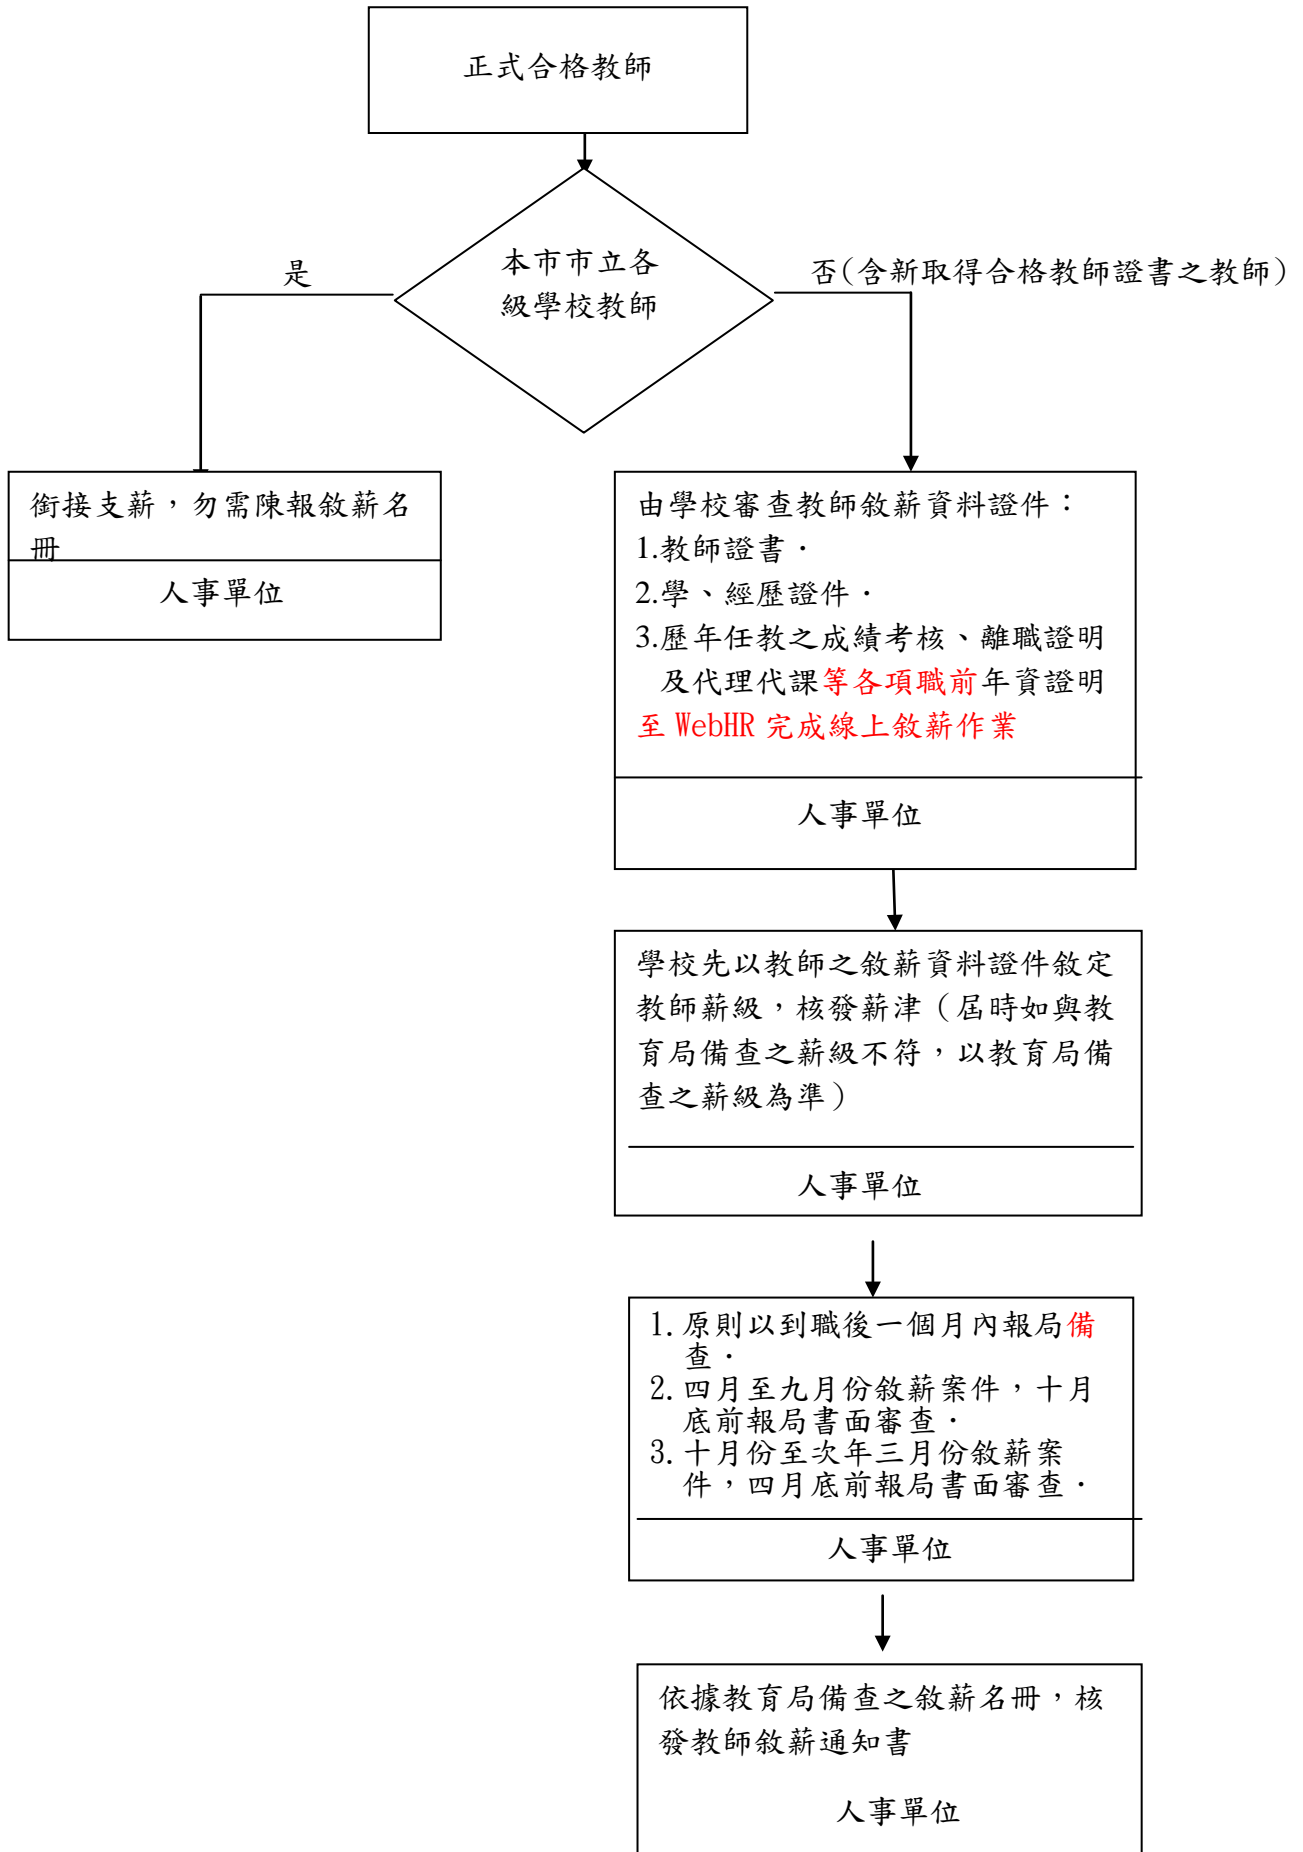 正式合格教師
本市市立各
級學校教師
是
否(含新取得合格教師證書之教師)
銜接支薪，勿需陳報敘薪名
冊
人事單位
由學校審查教師敘薪資料證件：
1.教師證書．
2.學、經歷證件．
3.歷年任教之成績考核、離職證明
及代理代課等各項職前年資證明
至 WebHR 完成線上敘薪作業
人事單位
學校先以教師之敘薪資料證件敘定
教師薪級，核發薪津（屆時如與教
育局備查之薪級不符，以教育局備
查之薪級為準）
人事單位
1.原則以到職後一個月內報局備
查．
2.四月至九月份敘薪案件，十月
底前報局書面審查．
3.十月份至次年三月份敘薪案
件，四月底前報局書面審查．
人事單位
依據教育局備查之敘薪名冊，核
發教師敘薪通知書
人事單位